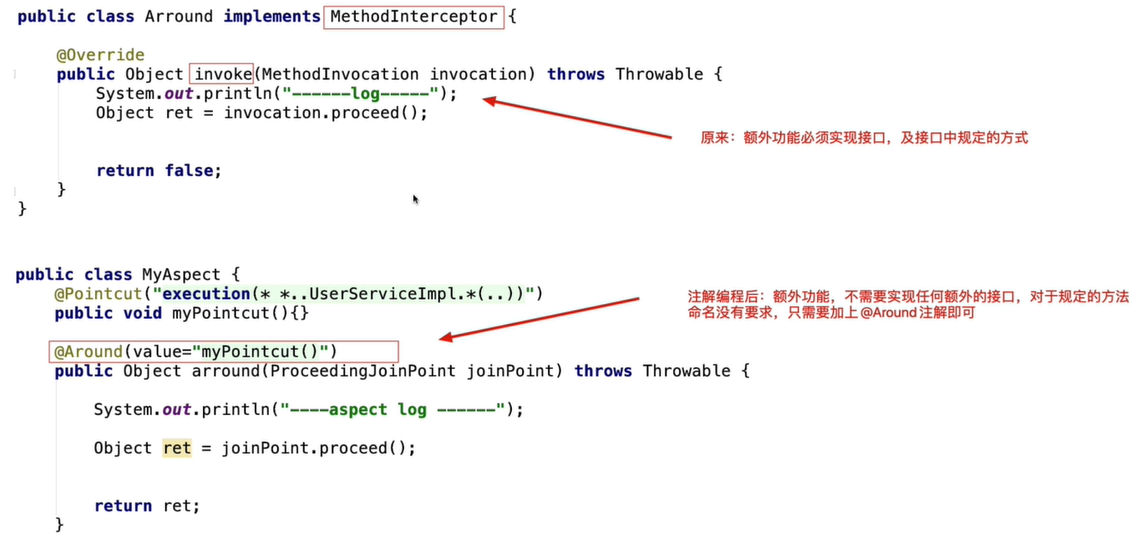 public class Arround implements MethodInterceptor {
@Override
public Object invoke(MethodInvocation invocation) throws Throwable {
System.out.println("------log-----");
Object ret = invocation.proceed();
原来：额外功能必须实现接口，及接口中规定的方式
return false;
}
}
public class MyAspect {
@Pointcut("execution(* *..UserServiceImpl.*(..))")
public void myPointcut(){}
注解编程后：额外功能，不需要实现任何额外的接口，对于规定的方法
命名没有要求，只需要加上@Around注解即可
@Around(value="myPointcut()")
public Object arround(ProceedingJoinPoint joinPoint) throws Throwable {
System.out.println("----aspect log ------");
Object ret = joinPoint.proceed();
return ret;
}